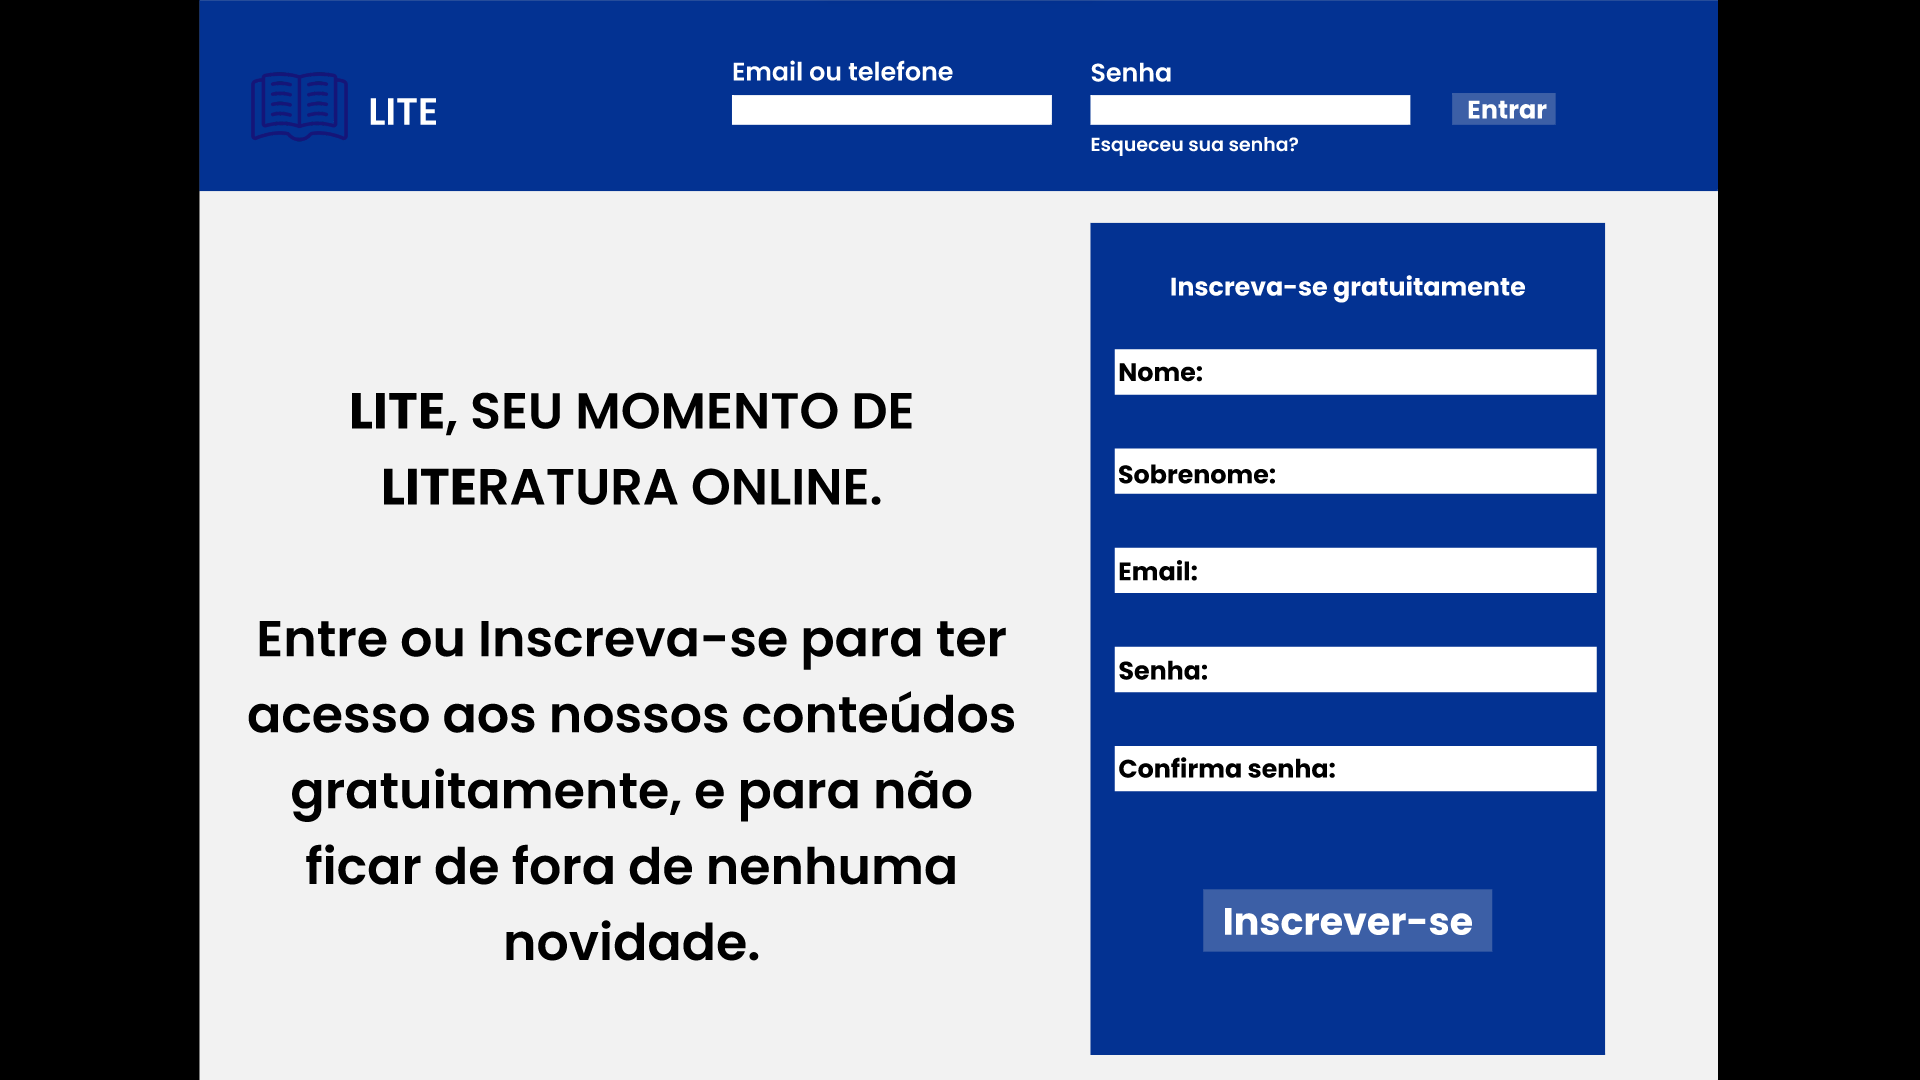 LITE
Email ou telefone
Senha
Entrar
Esqueceu sua senha?
LITE, SEU MOMENTO DE
LITERATURA ONLINE.
Entre ou Inscreva-se para ter
acesso aos nossos conteúdos
gratuitamente, e para não
ficar de fora de nenhuma
novidade.
Inscreva-se gratuitamente
Nome:
Sobrenome:
Email:
Senha:
Confirma senha:
Inscrever-se